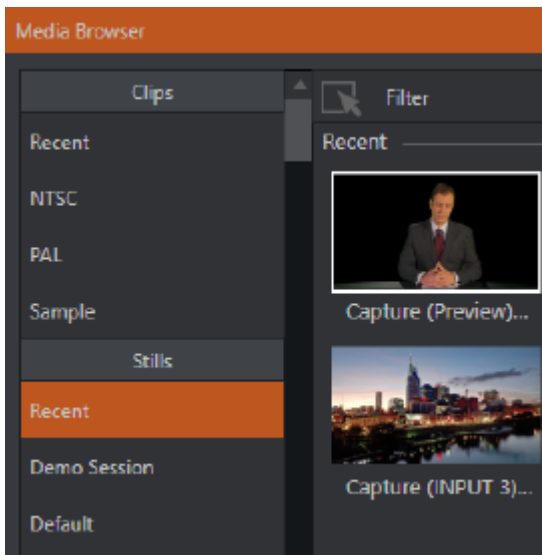 Media Browser
Clips
Recent
NTSC
PAL
Sample
Stills
Recent
Demo Session
Default
Filter
Recent
Capture (Preview)...
Capture (INPUT 3)...